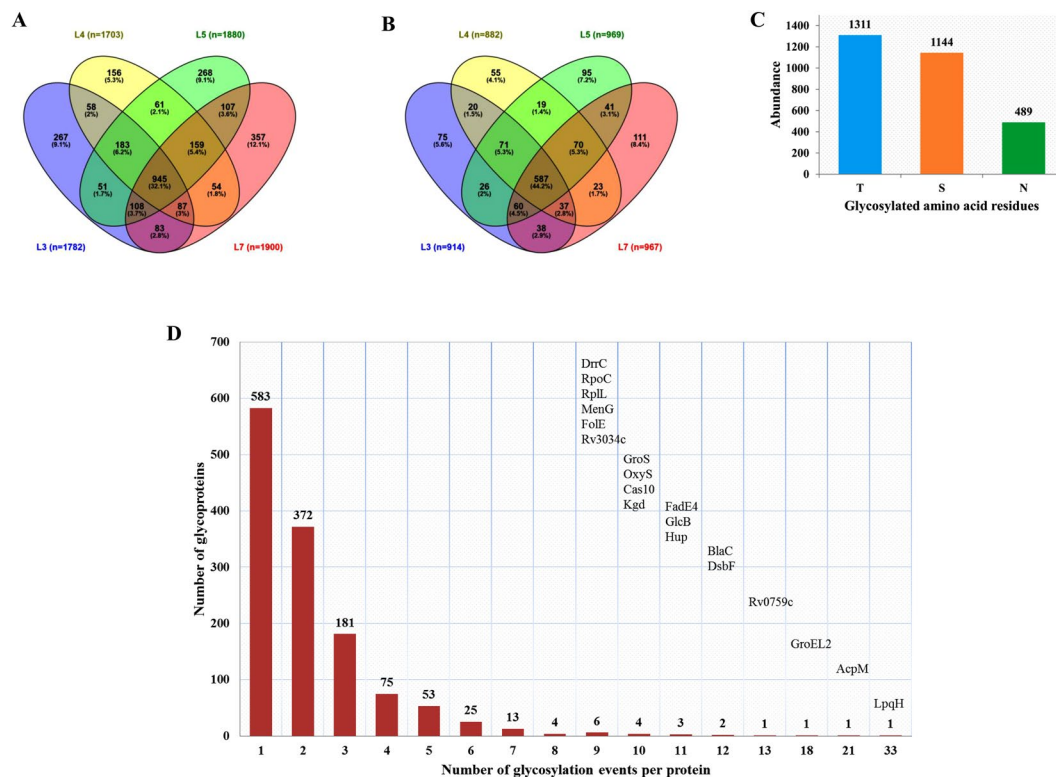 A
L4 (n=1703)
L5 (n=1880)
156
(5.3%)
268
(9.1%)
58
(2%)
61
(2.1%)
107
(3.6%)
267
(9.1%)
183
(6.2%)
159
(5.4%)
357
(12.1%)
945
(32.1%)
51
(1.7%)
54
(1.8%)
108
(3.7%)
87
(3%)
83
(2.8%)
L3 (n=1782)
L7 (n=1900)
B
L4 (n=882)
L5 (n=969)
55
(4.1%)
95
(7.2%)
20
(1.5%)
19
(1.4%)
41
(3.1%)
75
(5.6%)
71
(5.3%)
70
(5.3%)
111
(8.4%)
587
(44.2%)
26
(2%)
23
(1.7%)
60
(4.5%)
37
(2.8%)
38
(2.9%)
L3 (n=914)
L7 (n=967)
C
Abundance
1400
1200
1000
800
600
400
200
0
1311
1144
489
T S N
Glycosylated amino acid residues
D
Number of glycoproteins
700
600
500
400
300
200
100
0
583
372
181
75
53
25
13
4
6
4
3
2
1
1
1
1
DrrC
RpoC
RplL
MenG
FolE
Rv3034c
GroS
OxyS
Cas10
Kgd
FadE4
GlcB
Hup
BlaC
DsbF
Rv0759c
GroEL2
AcpM
LpqH
1 2 3 4 5 6 7 8 9 10 11 12 13 18 21 33
Number of glycosylation events per protein